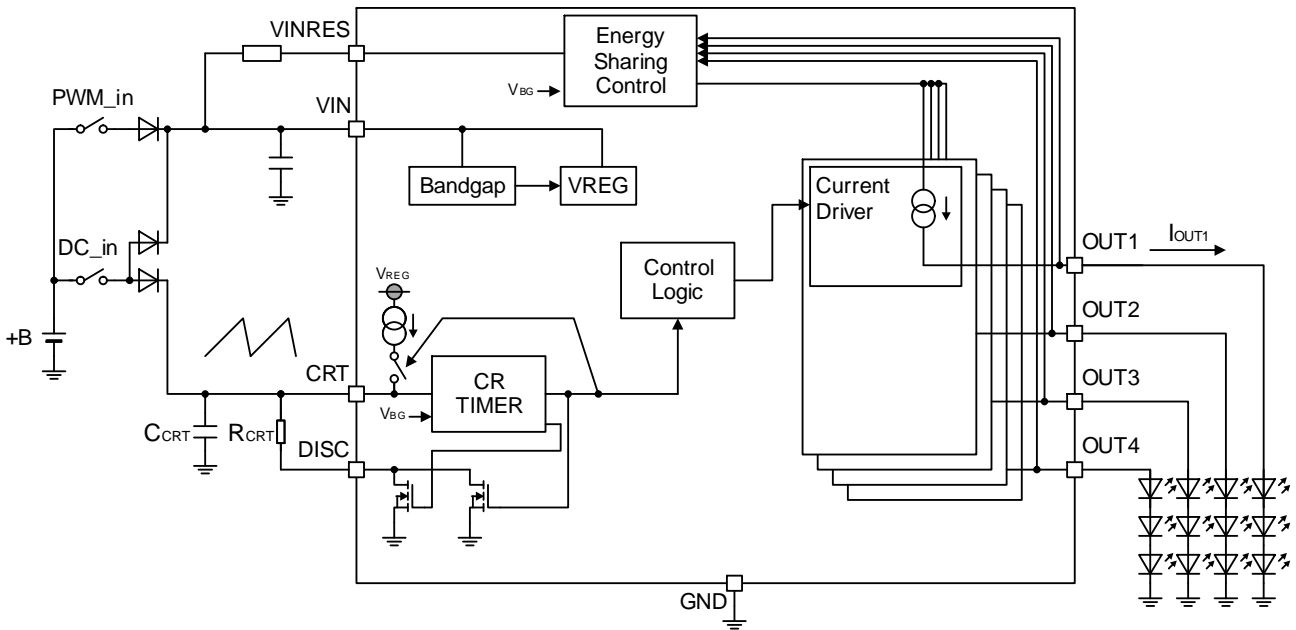 VINRES
Energy
Sharing
Control
VBG
PWM_in
VIN
Bandgap
VREG
Current
Driver
DC_in
OUT1
IOUT1
VREG
Control
Logic
OUT2
+B
CRT
CR
TIMER
VBG
OUT3
CCRT
RCRT
DISC
OUT4
GND